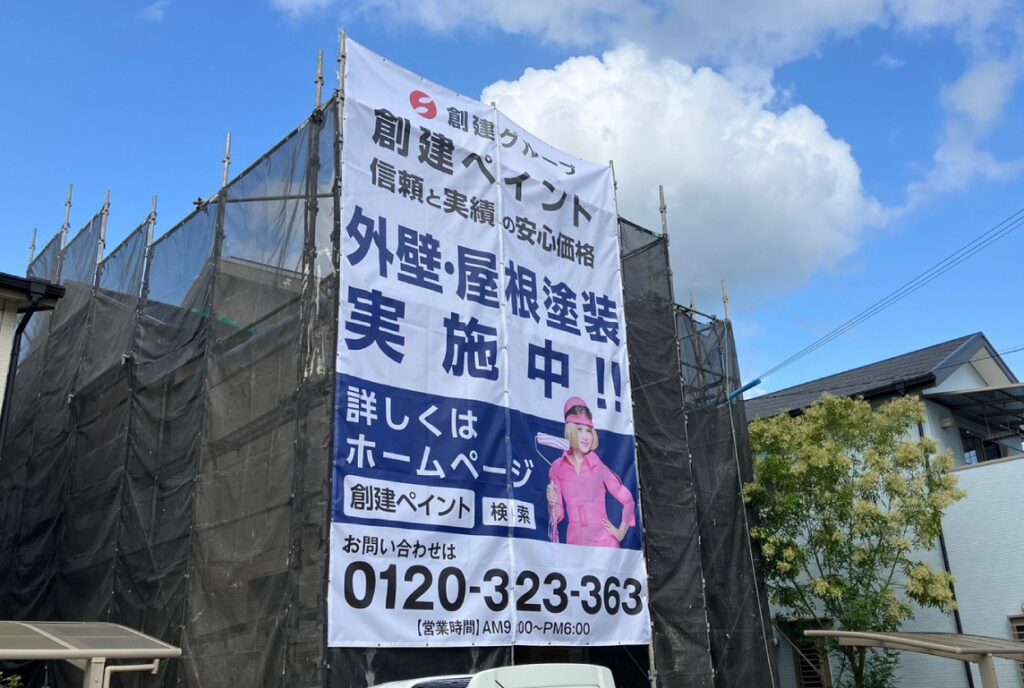 創建グループ
創建ペイント
信頼と実績の安心価格
外壁・屋根塗装
実施中!!
詳しくは
ホームページ
創建ペイント 検索
お問い合わせは
0120-323-363
【営業時間】AM9:00〜PM6:00